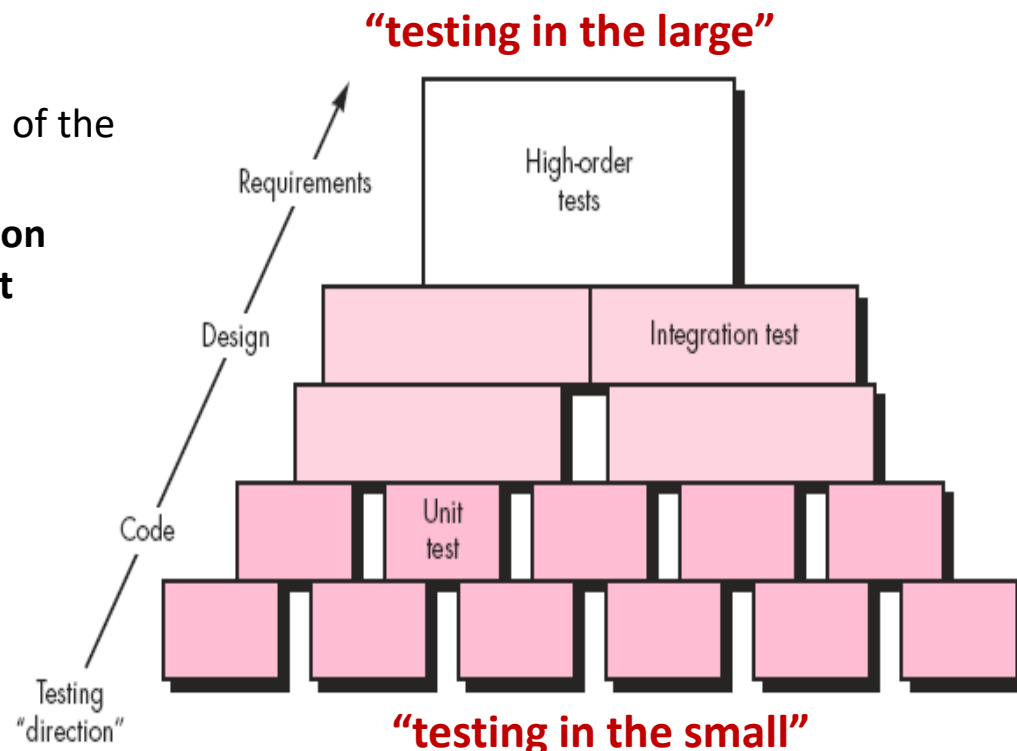 “testing in the large”
of the
on
t
Requirements
High-order
tests
Design
Integration test
Code
Unit
test
Testing
“direction”
“testing in the small”